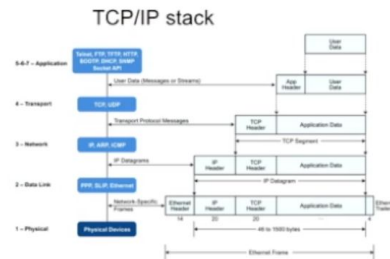 TCP/IP stack
User
Data
5-6-7 – Application
Telnet, FTP, TFTP, HTTP
BOOTP, DHCP, SNMP
Socket API
User Data (Messages or Streams)
App
Header
User
Data
4 – Transport
TCP, UDP
Transport Protocol Messages
TCP
Header
Application Data
TCP Segment
3 – Network
IP, ARP, ICMP
IP Datagrams
IP
Header
TCP
Header
Application Data
IP Datagram
2 – Data Link
PPP, SLIP, Ethernet
Network-Specific
Frames
Ethernet
Header
IP
Header
TCP
Header
Application Data
Ethernet
Trailer
14
20
20
4
46 to 1500 bytes
1 – Physical
Physical Devices
Ethernet Frame